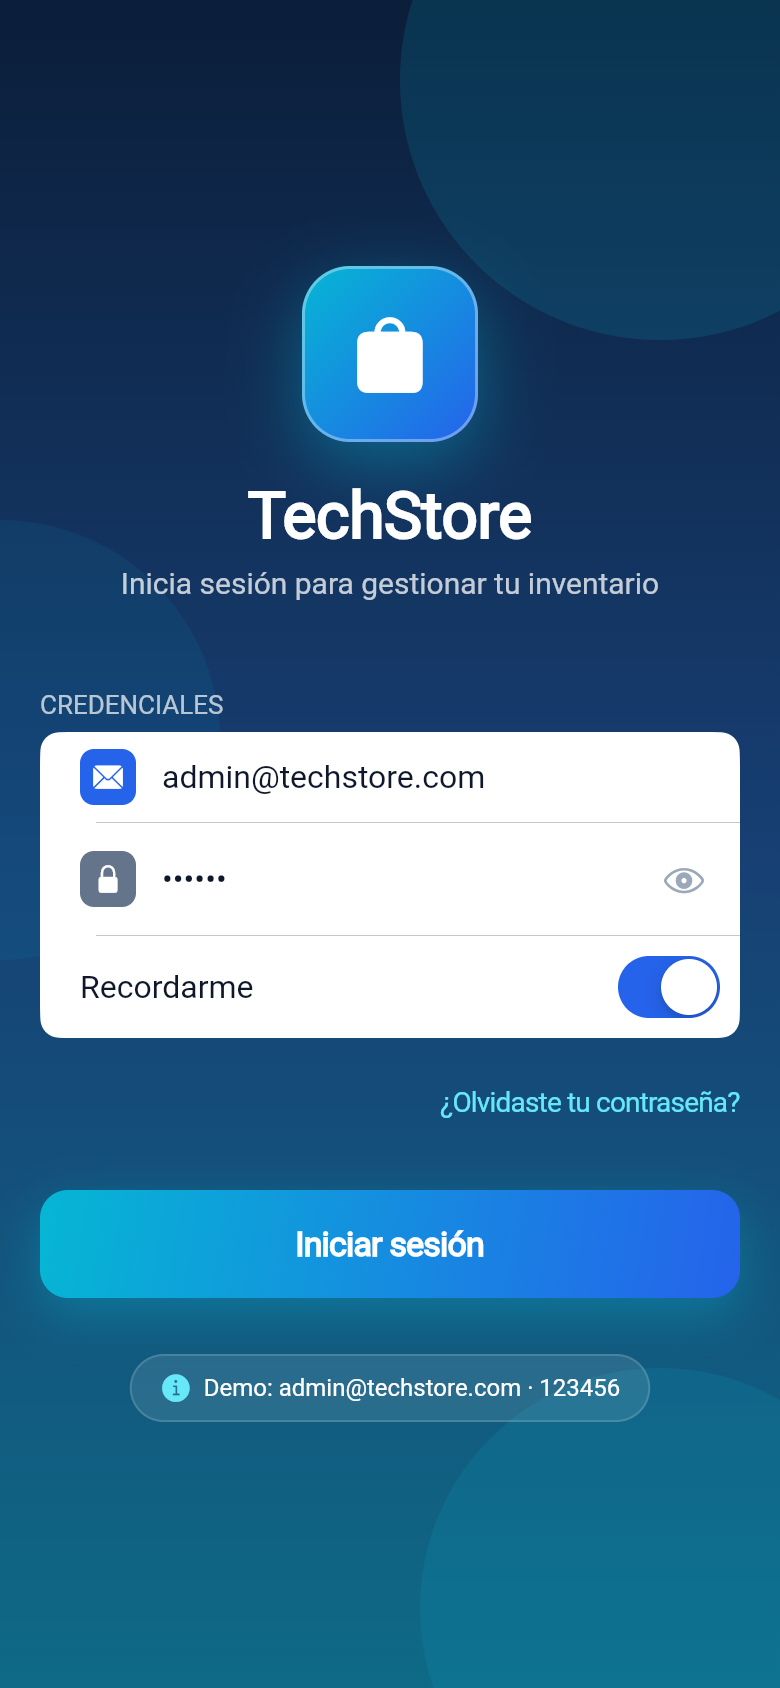 TechStore
Inicia sesión para gestionar tu inventario
CREDENCIALES
admin@techstore.com
••••••
Recordarme
¿Olvidaste tu contraseña?
Iniciar sesión
Demo: admin@techstore.com · 123456